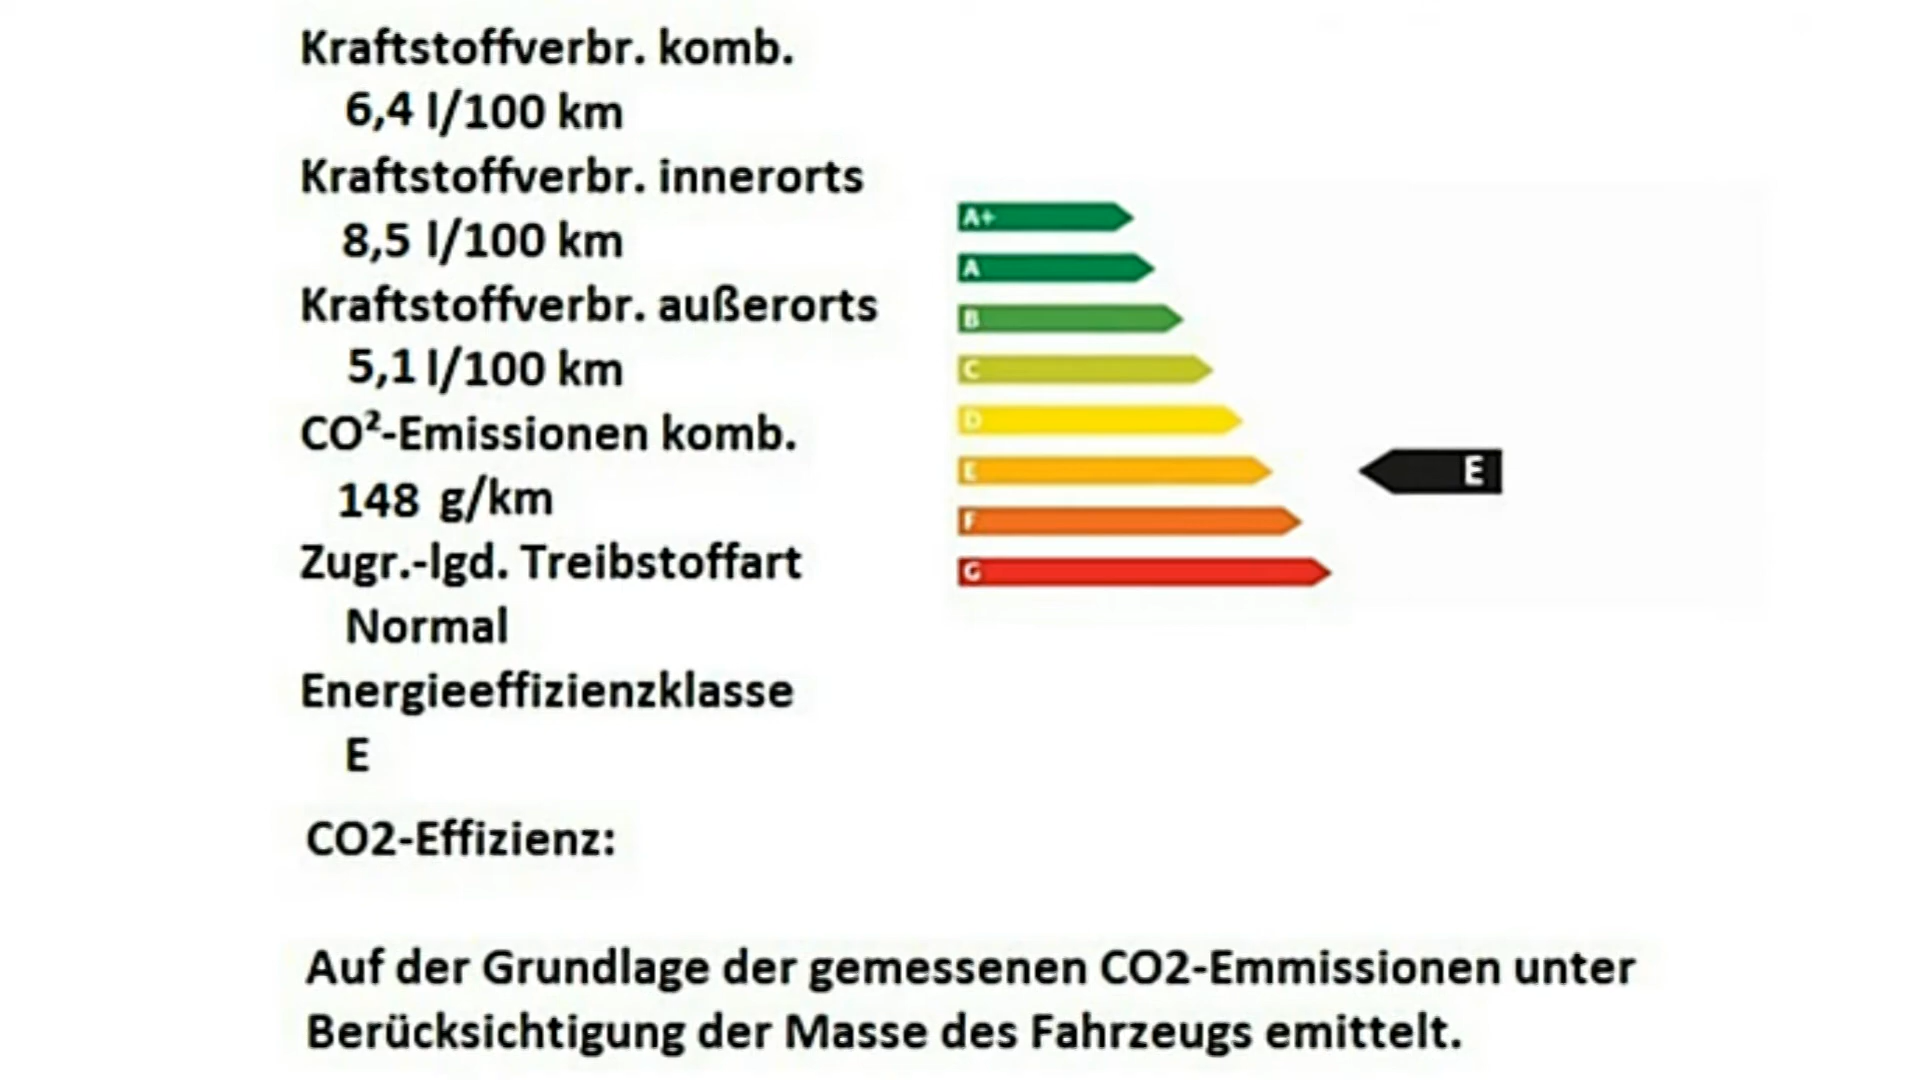 Kraftstoffverbr. komb.
6,4 l/100 km
Kraftstoffverbr. innerorts
8,5 l/100 km
Kraftstoffverbr. außerorts
5,1 l/100 km
CO²-Emissionen komb.
148 g/km
Zugr.-lgd. Treibstoffart
Normal
Energieeffizienzklasse
E
A+
A
B
C
D
E
E
F
G
CO2-Effizienz:
Auf der Grundlage der gemessenen CO2-Emmissionen unter
Berücksichtigung der Masse des Fahrzeugs emittelt.